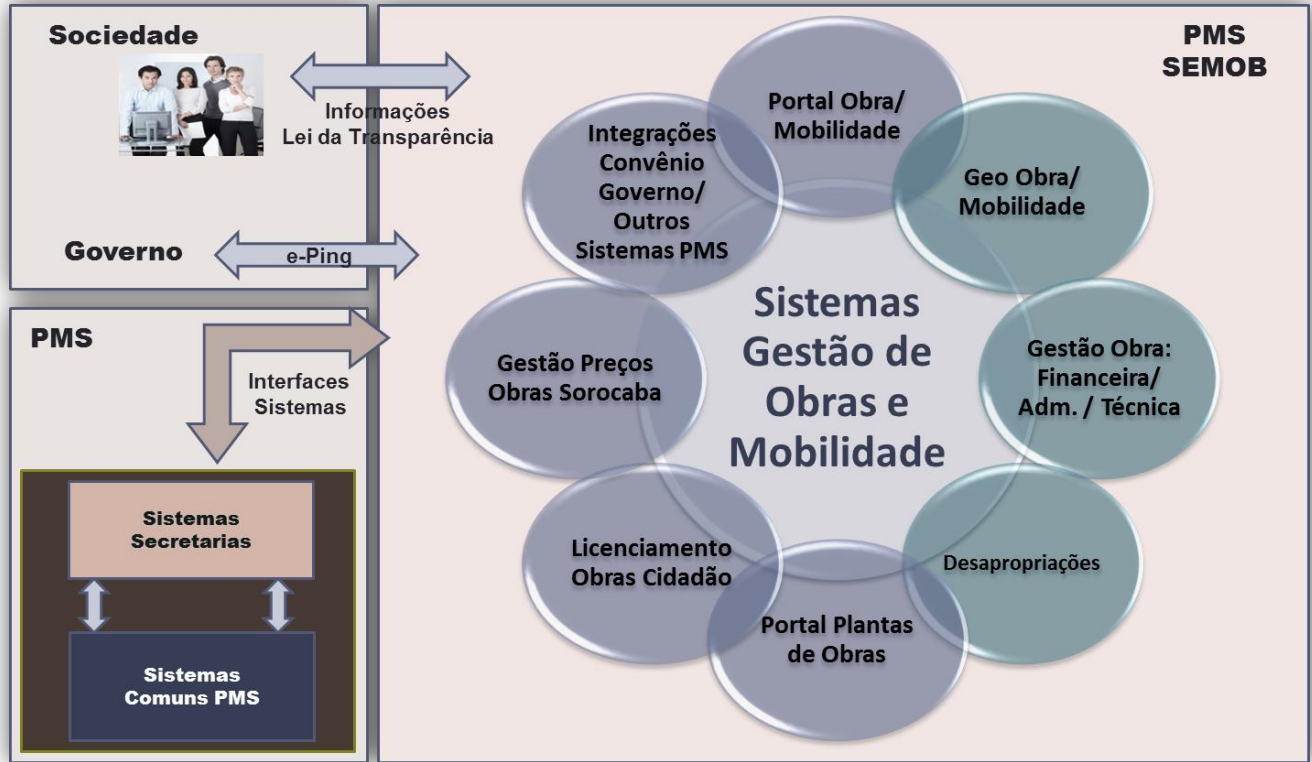 Sociedade
Informações
Lei da Transparência
Governo
e-Ping
PMS
Interfaces
Sistemas
Sistemas
Secretarias
Sistemas
Comuns PMS
PMS
SEMOB
Portal Obra/
Mobilidade
Geo Obra/
Mobilidade
Gestão Obra:
Financeira/
Adm. / Técnica
Desapropriações
Portal Plantas
de Obras
Licenciamento
Obras Cidadão
Gestão Preços
Obras Sorocaba
Integrações
Convênio
Governo/
Outros
Sistemas PMS
Sistemas
Gestão de
Obras e
Mobilidade